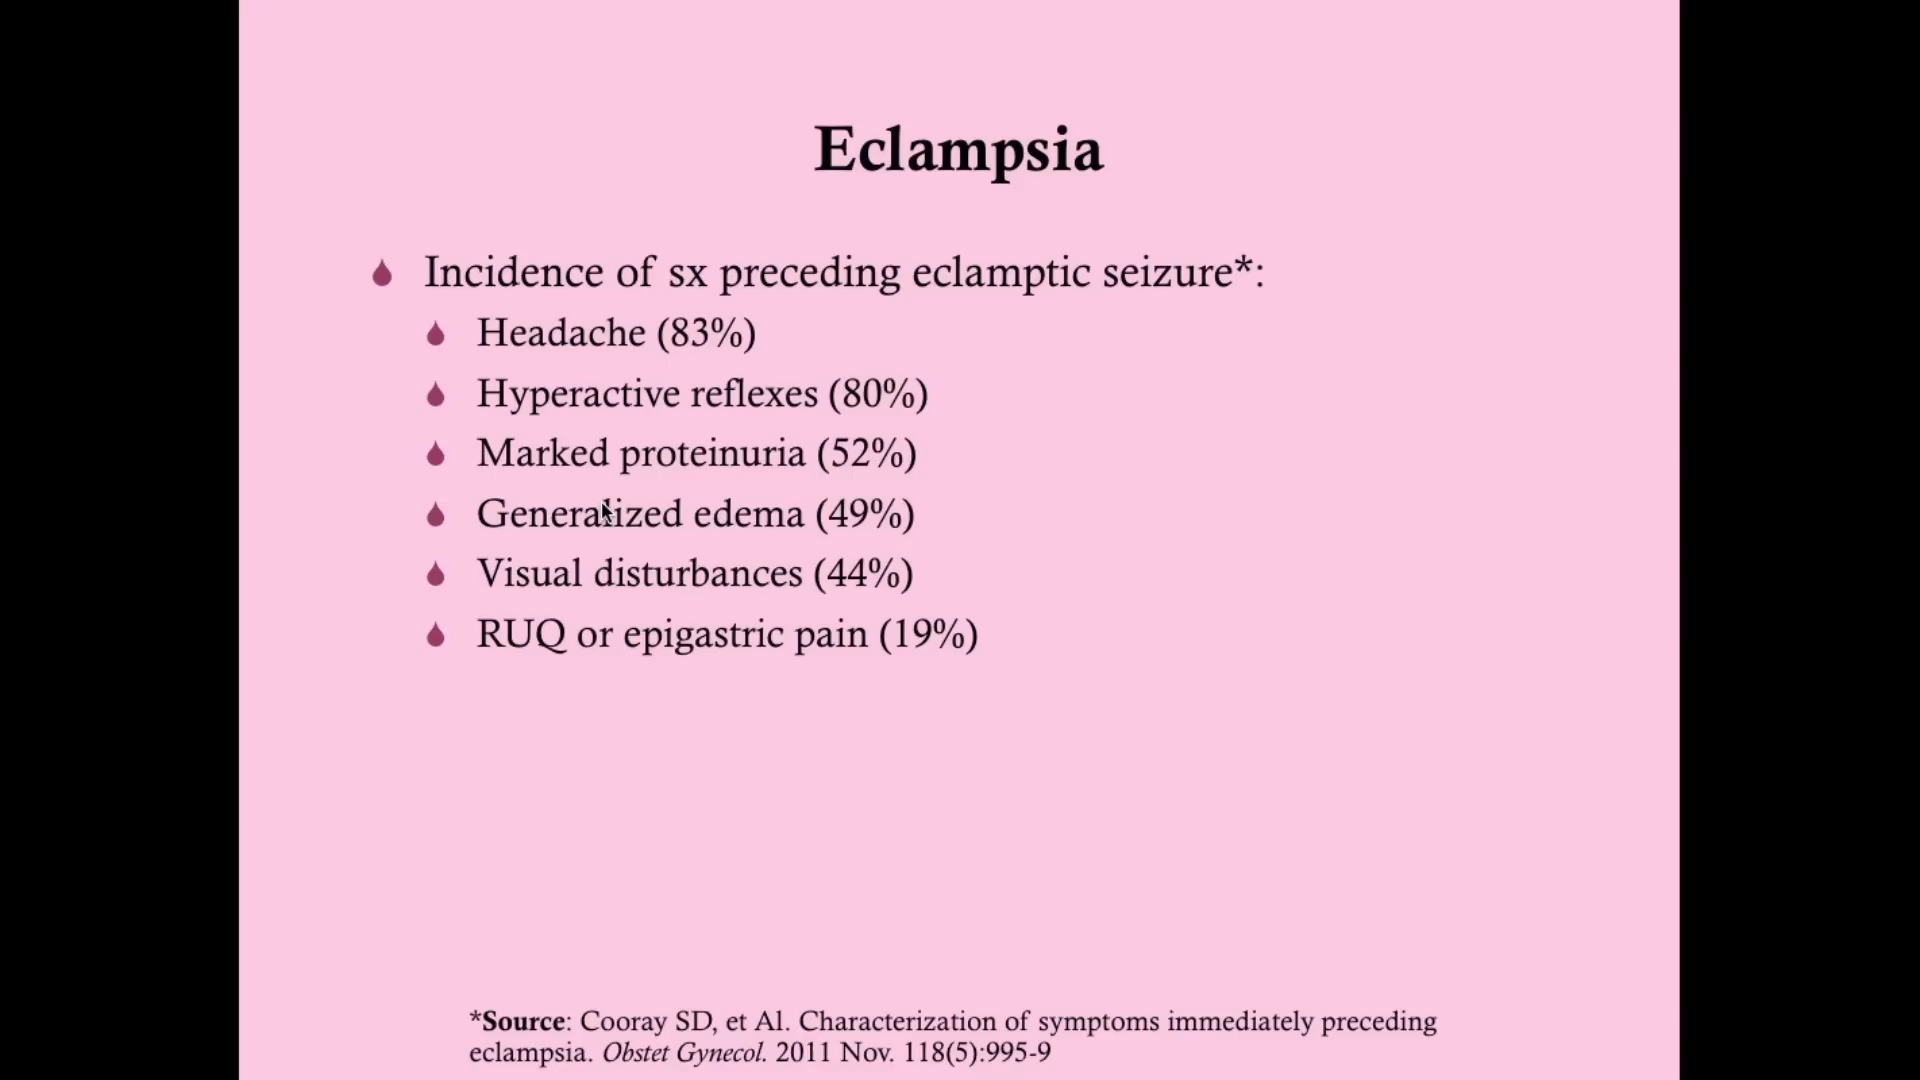 Eclampsia
Incidence of sx preceding eclamptic seizure*:
Headache (83%)
Hyperactive reflexes (80%)
Marked proteinuria (52%)
Generalized edema (49%)
Visual disturbances (44%)
RUQ or epigastric pain (19%)
*Source: Cooray SD, et Al. Characterization of symptoms immediately preceding
eclampsia. Obstet Gynecol. 2011 Nov. 118(5):995-9